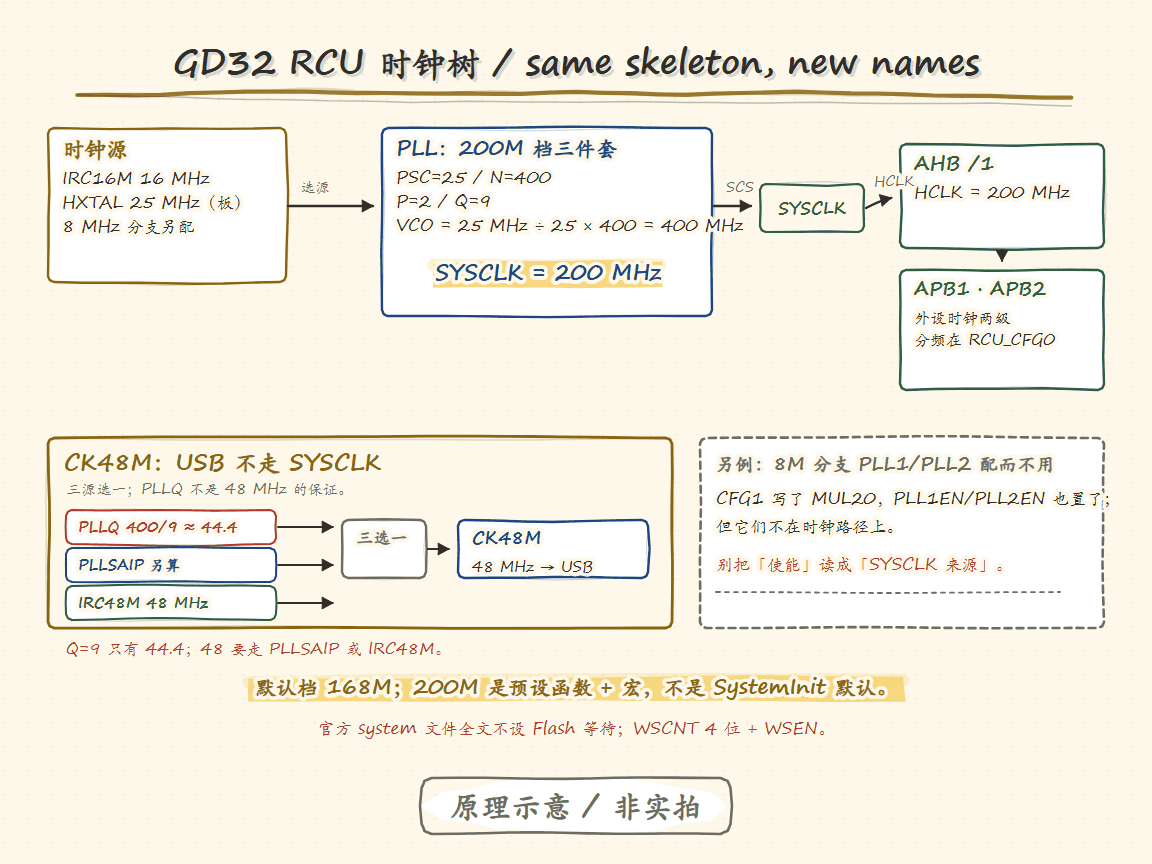 GD32 RCU 时钟树 / same skeleton, new names
时钟源
IRC16M 16 MHz
HXTAL 25 MHz（板）
8 MHz 分支另配
选源
PLL：200M 档三件套
PSC=25 / N=400
P=2 / Q=9
VCO = 25 MHz ÷ 25 × 400 = 400 MHz
SYSCLK = 200 MHz
SCS
SYSCLK
HCLK
AHB /1
HCLK = 200 MHz
APB1 · APB2
外设时钟两级
分频在 RCU_CFG0
CK48M：USB 不走 SYSCLK
三源选一；PLLQ 不是 48 MHz 的保证。
PLLQ 400/9 ≈ 44.4
PLLSAIP 另算
IRC48M 48 MHz
三选一
CK48M
48 MHz → USB
Q=9 只有 44.4；48 要走 PLLSAIP 或 IRC48M。
另例：8M 分支 PLL1/PLL2 配而不用
CFG1 写了 MUL20，PLL1EN/PLL2EN 也置了；
但它们不在时钟路径上。
别把「使能」读成「SYSCLK 来源」。
默认档 168M；200M 是预设函数 + 宏，不是 SystemInit 默认。
官方 system 文件全文不设 Flash 等待；WSCNT 4 位 + WSEN。
原理示意 / 非实拍